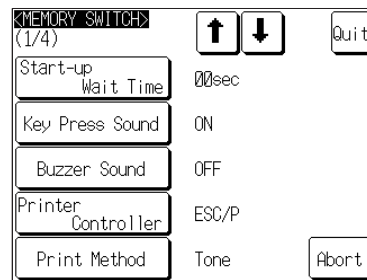 <MEMORY SWITCH>
(1/4)
Quit
Start-up
Wait Time
00sec
Key Press Sound
ON
Buzzer Sound
OFF
Printer
Controller
ESC/P
Print Method
Tone
Abort